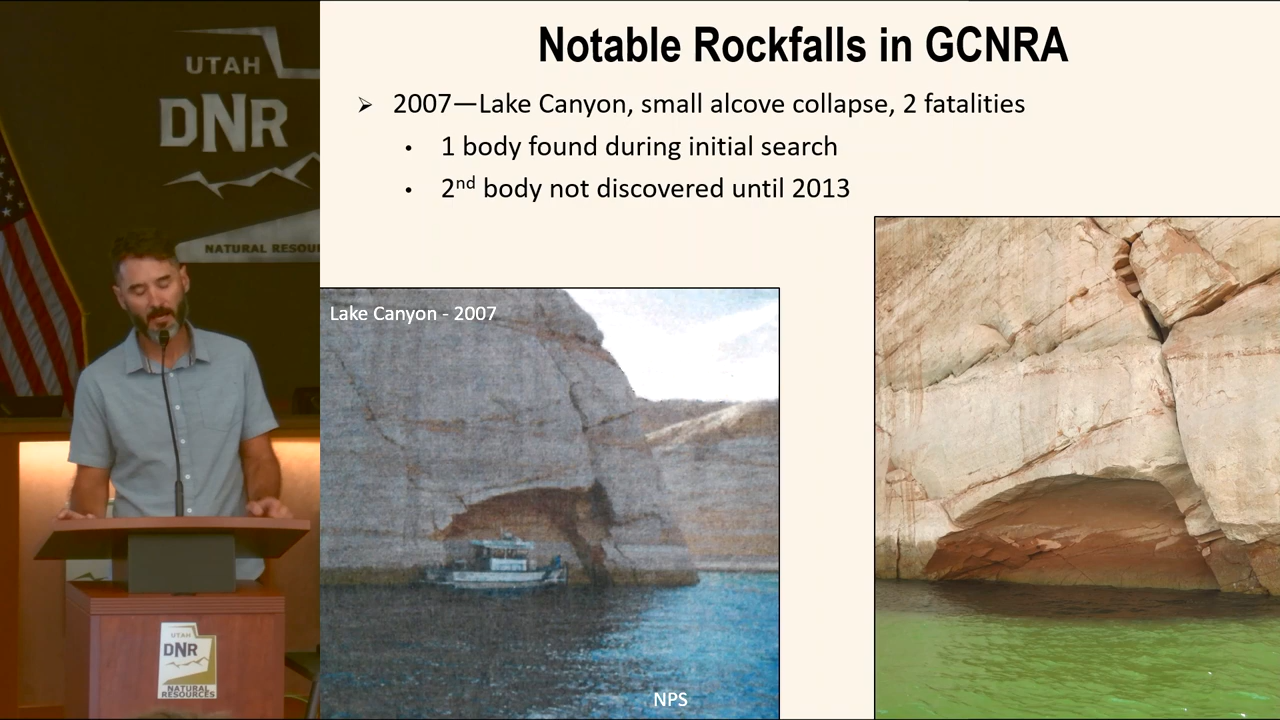 UTAH
DNR
NATURAL RESOU
UTAH
DNR
NATURAL
RESOURCES
Notable Rockfalls in GCNRA
➢ 2007—Lake Canyon, small alcove collapse, 2 fatalities
• 1 body found during initial search
• 2nd body not discovered until 2013
Lake Canyon - 2007
NPS